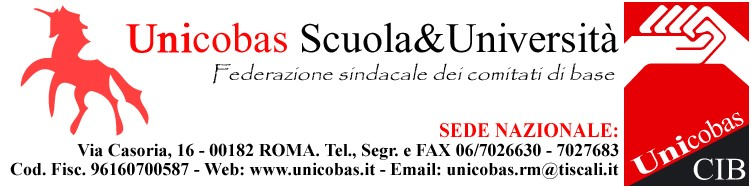 Unicobas Scuola&Università
Federazione sindacale dei comitati di base
SEDE NAZIONALE:
Via Casoria, 16 - 00182 ROMA. Tel., Segr. e FAX 06/7026630 - 7027683
Cod. Fisc. 96160700587 - Web: www.unicobas.it - Email: unicobas.rm@tiscali.it
Unicobas
CIB